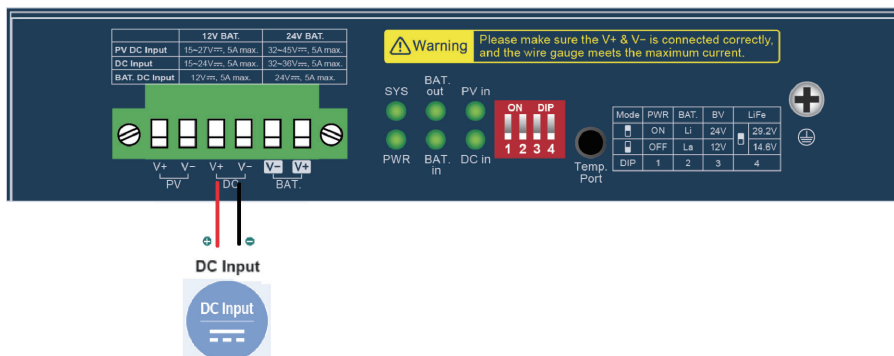 12V BAT. 24V BAT.
PV DC Input 15~27V⎓, 5A max. 32~45V⎓, 5A max.
DC Input 15~24V⎓, 5A max. 32~36V⎓, 5A max.
BAT. DC Input 12V⎓, 5A max. 24V⎓, 5A max.
Warning
Please make sure the V+ & V− is connected correctly,
and the wire gauge meets the maximum current.
SYS BAT. out PV in
PWR BAT. in DC in
ON DIP
1 2 3 4
Temp.
Port
Mode PWR BAT. BV LiFe
ON Li 24V 29.2V
OFF La 12V 14.6V
DIP 1 2 3 4
V+ V− V+ V− V− V+
PV DC BAT.
+ −
DC Input
DC Input